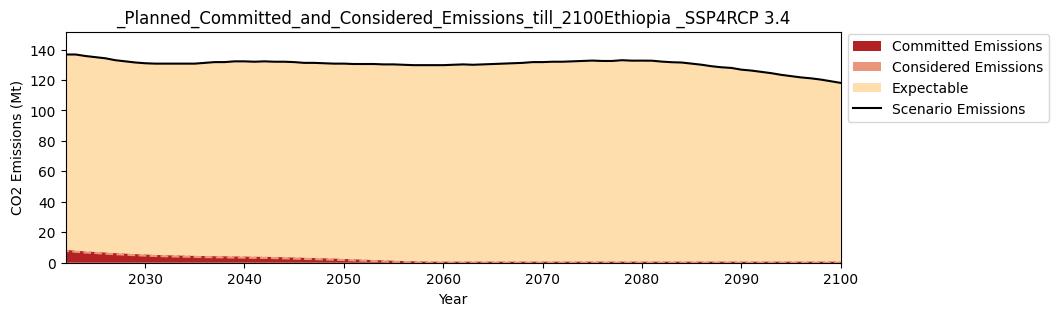 _Planned_Committed_and_Considered_Emissions_till_2100Ethiopia _SSP4RCP 3.4
CO2 Emissions (Mt)
140
120
100
80
60
40
20
0
2030 2040 2050 2060 2070 2080 2090 2100
Year
Committed Emissions
Considered Emissions
Expectable
Scenario Emissions